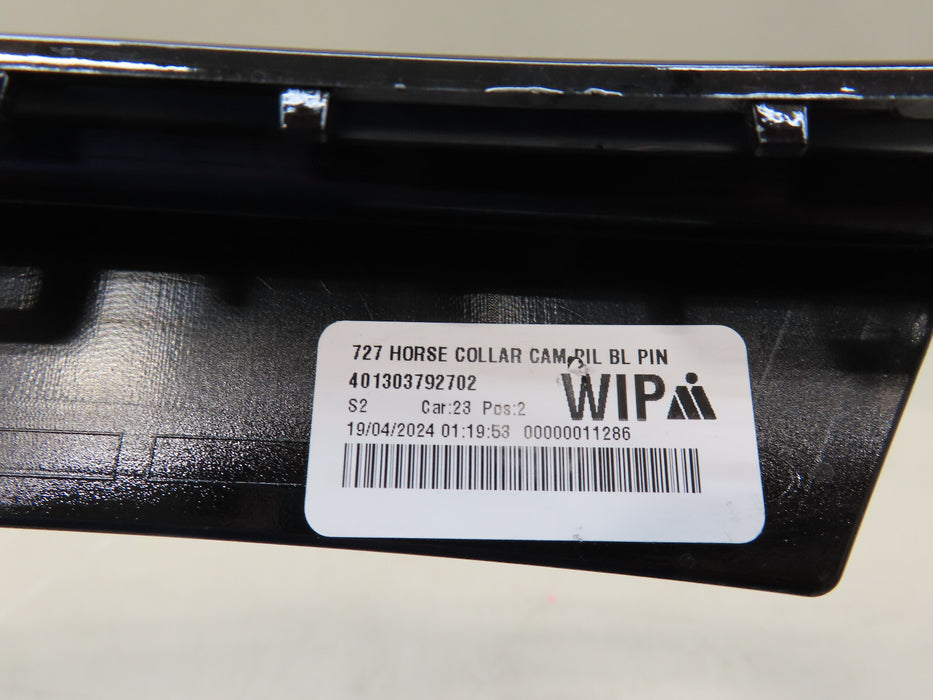 727 HORSE COLLAR CAM PIL BL PIN
401303792702
WIP
S2 Car:23 Pos:2
19/04/2024 01:19:53 00000011286